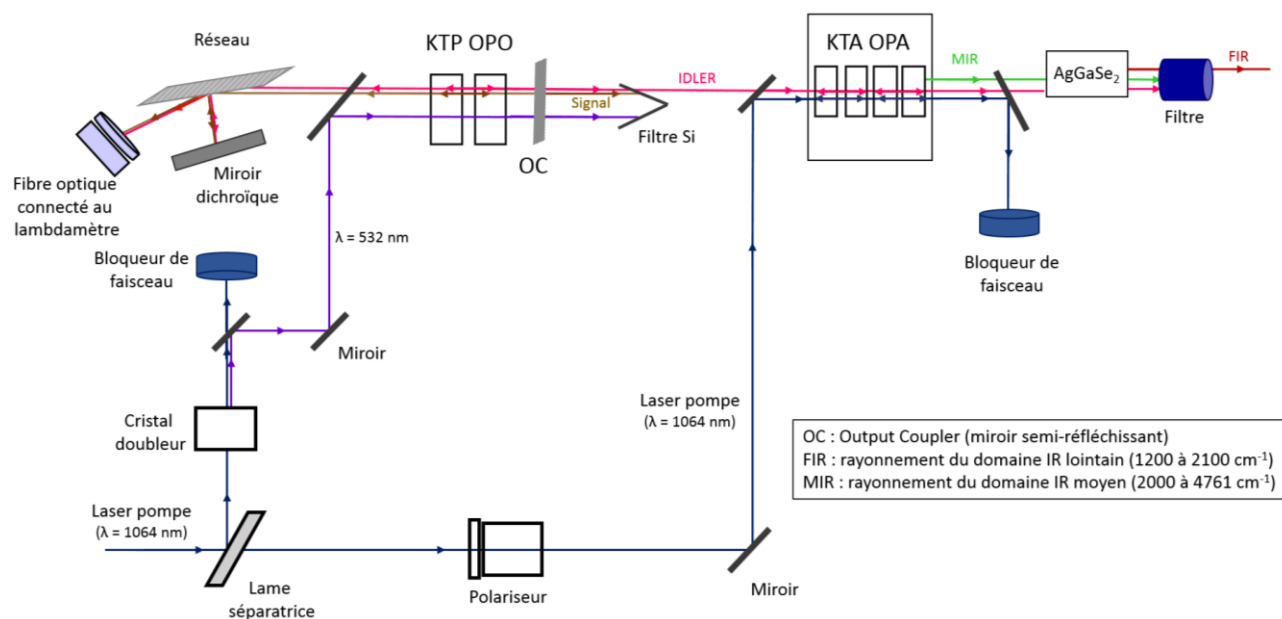 Réseau
KTP OPO
KTA OPA
MIR
AgGaSe2
FIR
IDLER
Signal
Filtre
Filtre Si
OC
Miroir
dichroïque
Fibre optique
connecté au
lambdamètre
λ = 532 nm
Bloqueur de
faisceau
Bloqueur de
faisceau
Miroir
Cristal
doubleur
Laser pompe
(λ = 1064 nm)
OC : Output Coupler (miroir semi-réfléchissant)
FIR : rayonnement du domaine IR lointain (1200 à 2100 cm-1)
MIR : rayonnement du domaine IR moyen (2000 à 4761 cm-1)
Laser pompe
(λ = 1064 nm)
Lame
séparatrice
Polariseur
Miroir